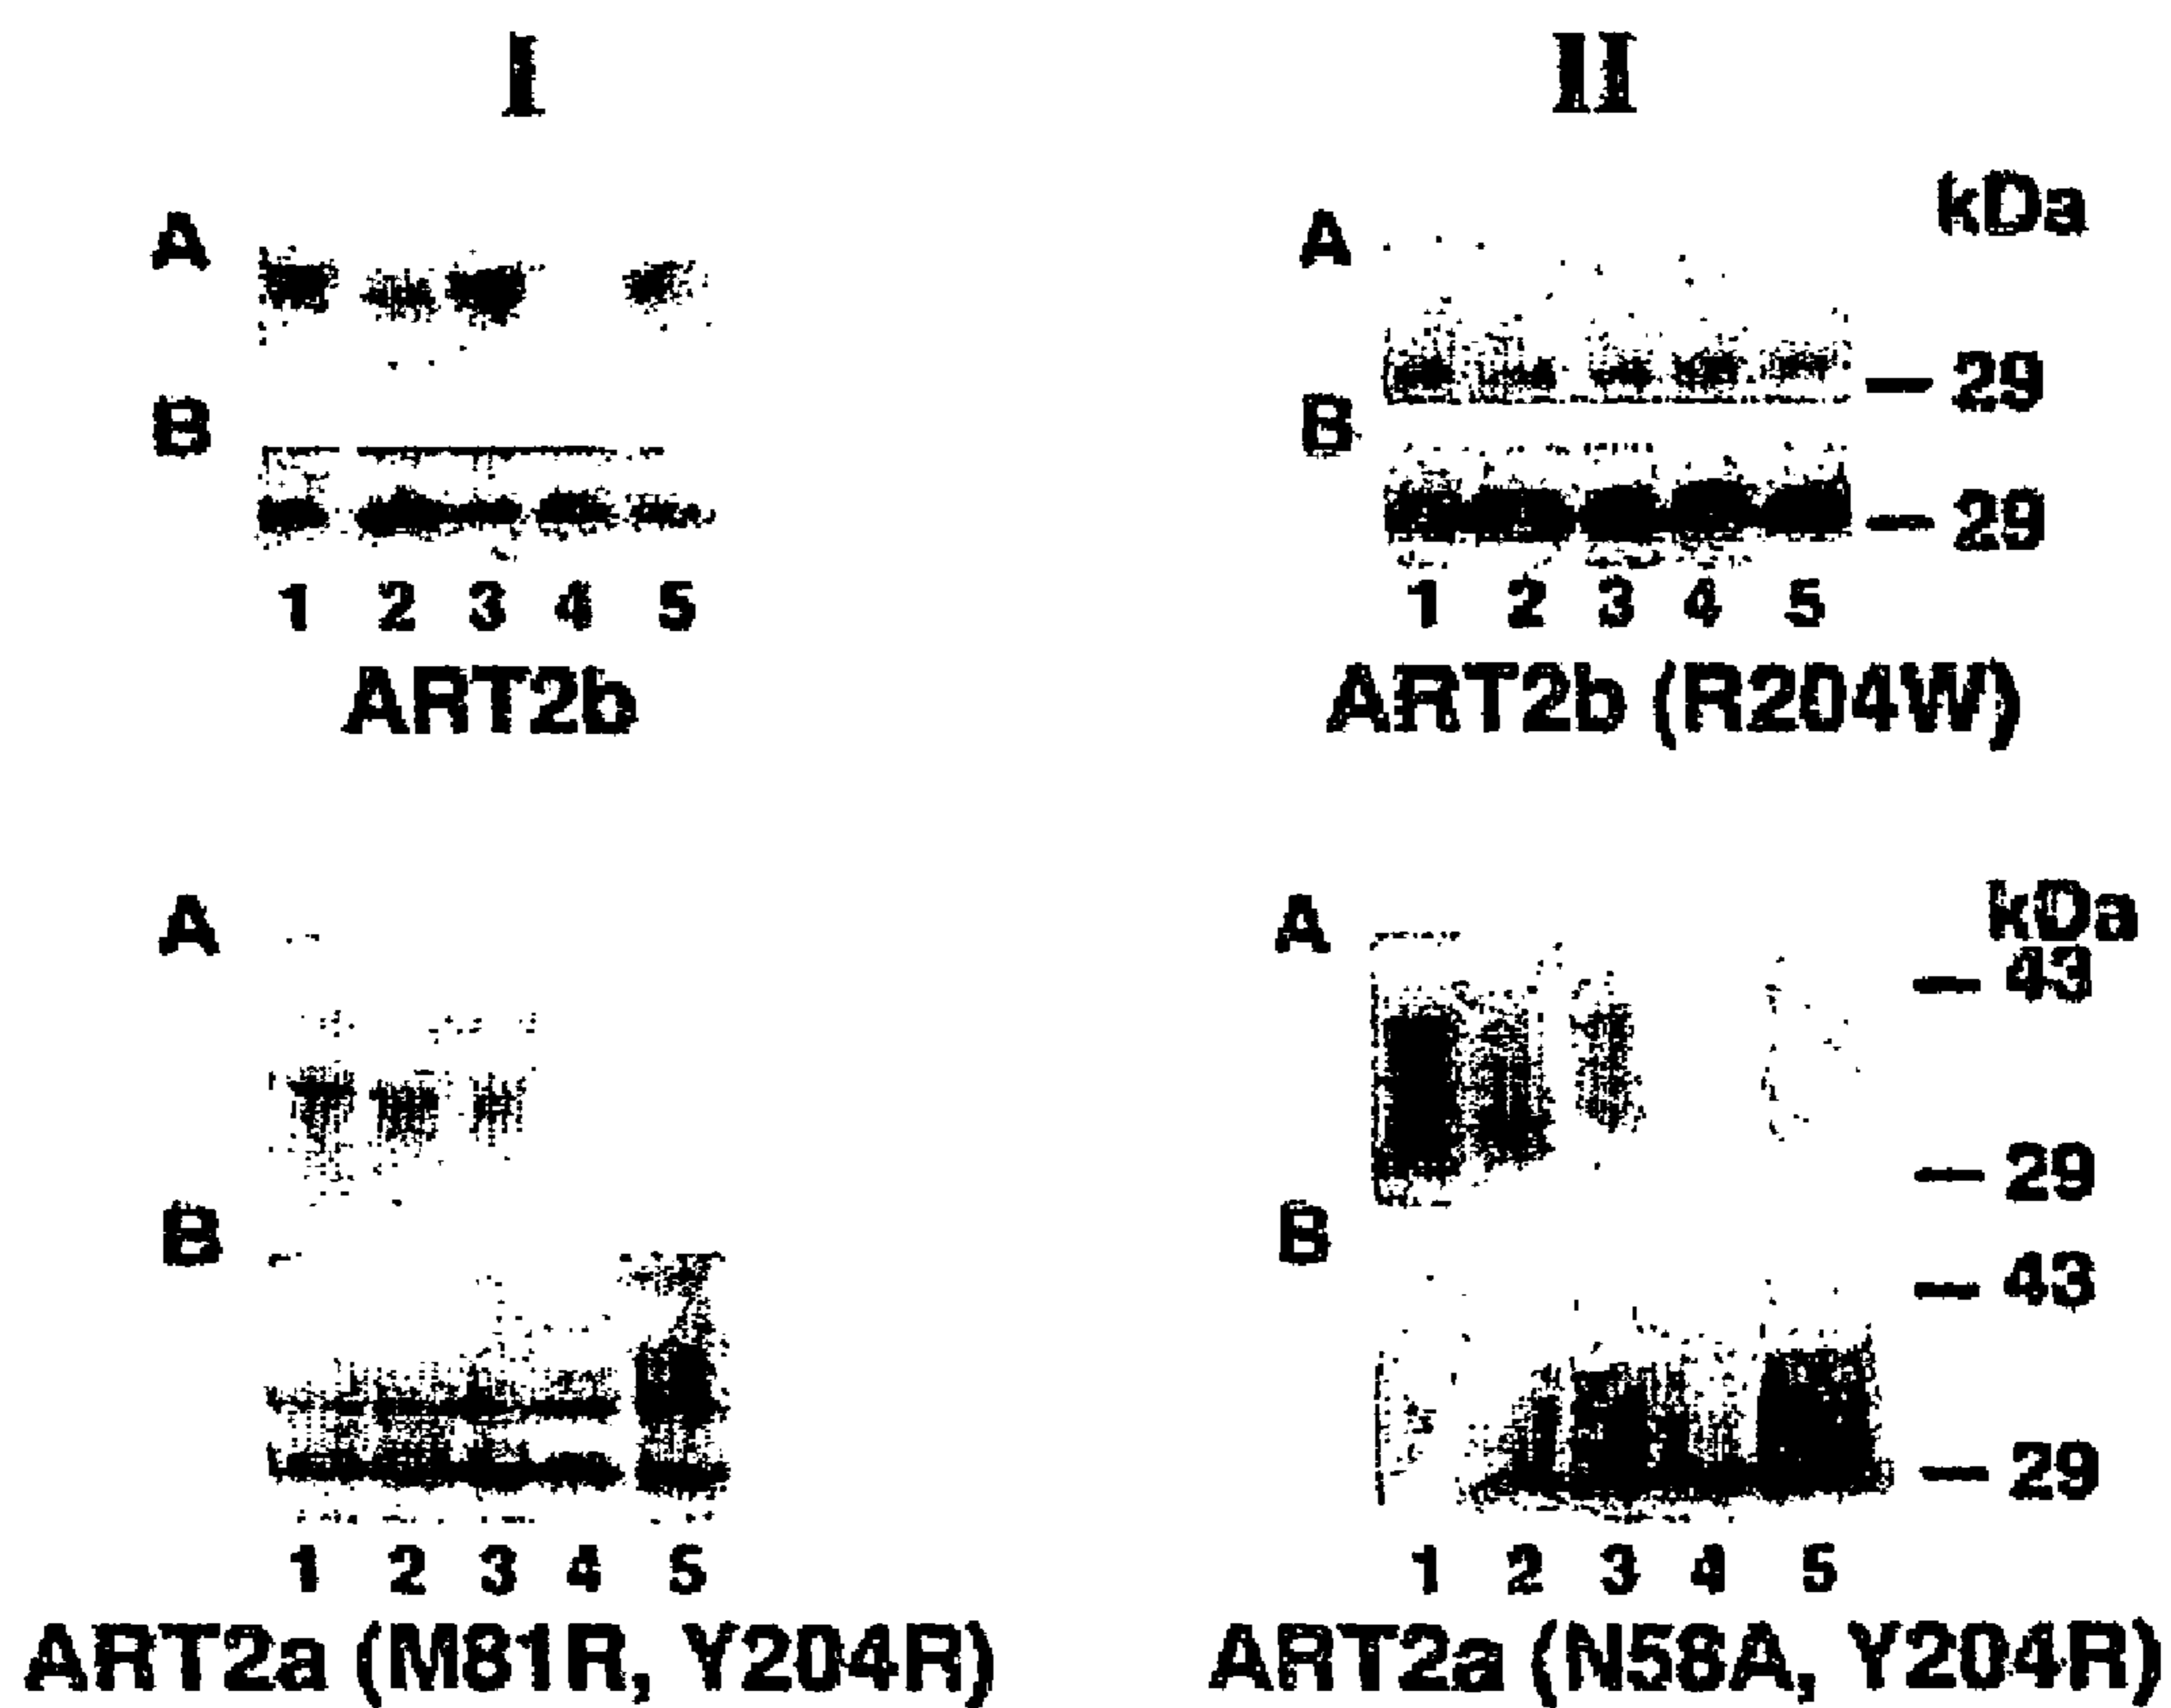 I II
kDa
A A
— 29
B B
— 29
1 2 3 4 5 1 2 3 4 5
ART2b ART2b (R204W)
A A kDa
— 43
— 29
B B
— 43
— 29
1 2 3 4 5 1 2 3 4 5
ART2a (M81R, Y204R) ART2a (N58A, Y204R)